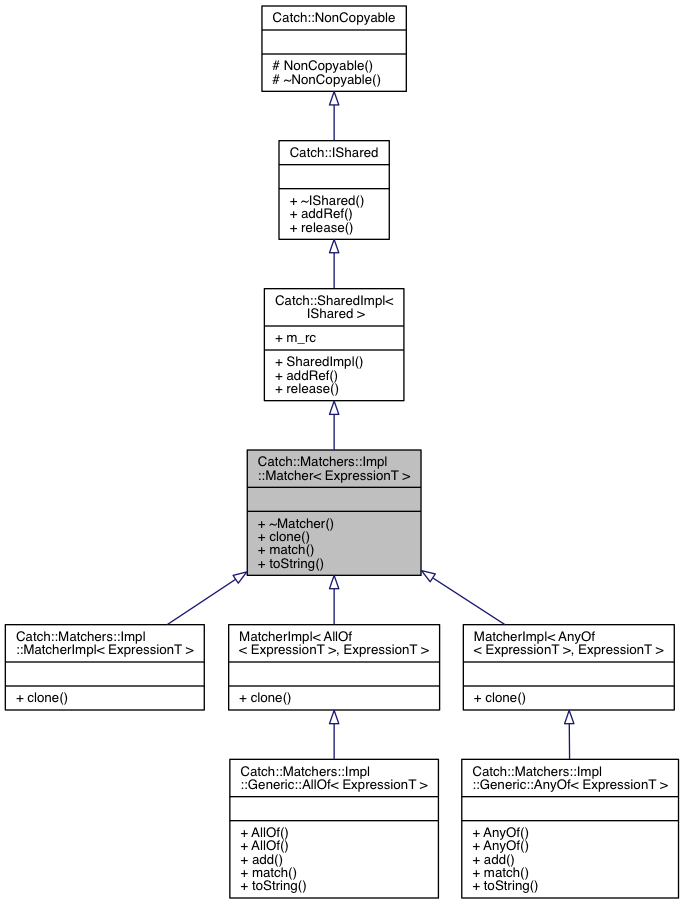 Catch::NonCopyable
# NonCopyable()
# ~NonCopyable()
Catch::IShared
+ ~IShared()
+ addRef()
+ release()
Catch::SharedImpl<
IShared >
+ m_rc
+ SharedImpl()
+ addRef()
+ release()
Catch::Matchers::Impl
::Matcher< ExpressionT >
+ ~Matcher()
+ clone()
+ match()
+ toString()
Catch::Matchers::Impl
::MatcherImpl< ExpressionT >
+ clone()
MatcherImpl< AllOf
< ExpressionT >, ExpressionT >
+ clone()
MatcherImpl< AnyOf
< ExpressionT >, ExpressionT >
+ clone()
Catch::Matchers::Impl
::Generic::AllOf< ExpressionT >
+ AllOf()
+ AllOf()
+ add()
+ match()
+ toString()
Catch::Matchers::Impl
::Generic::AnyOf< ExpressionT >
+ AnyOf()
+ AnyOf()
+ add()
+ match()
+ toString()